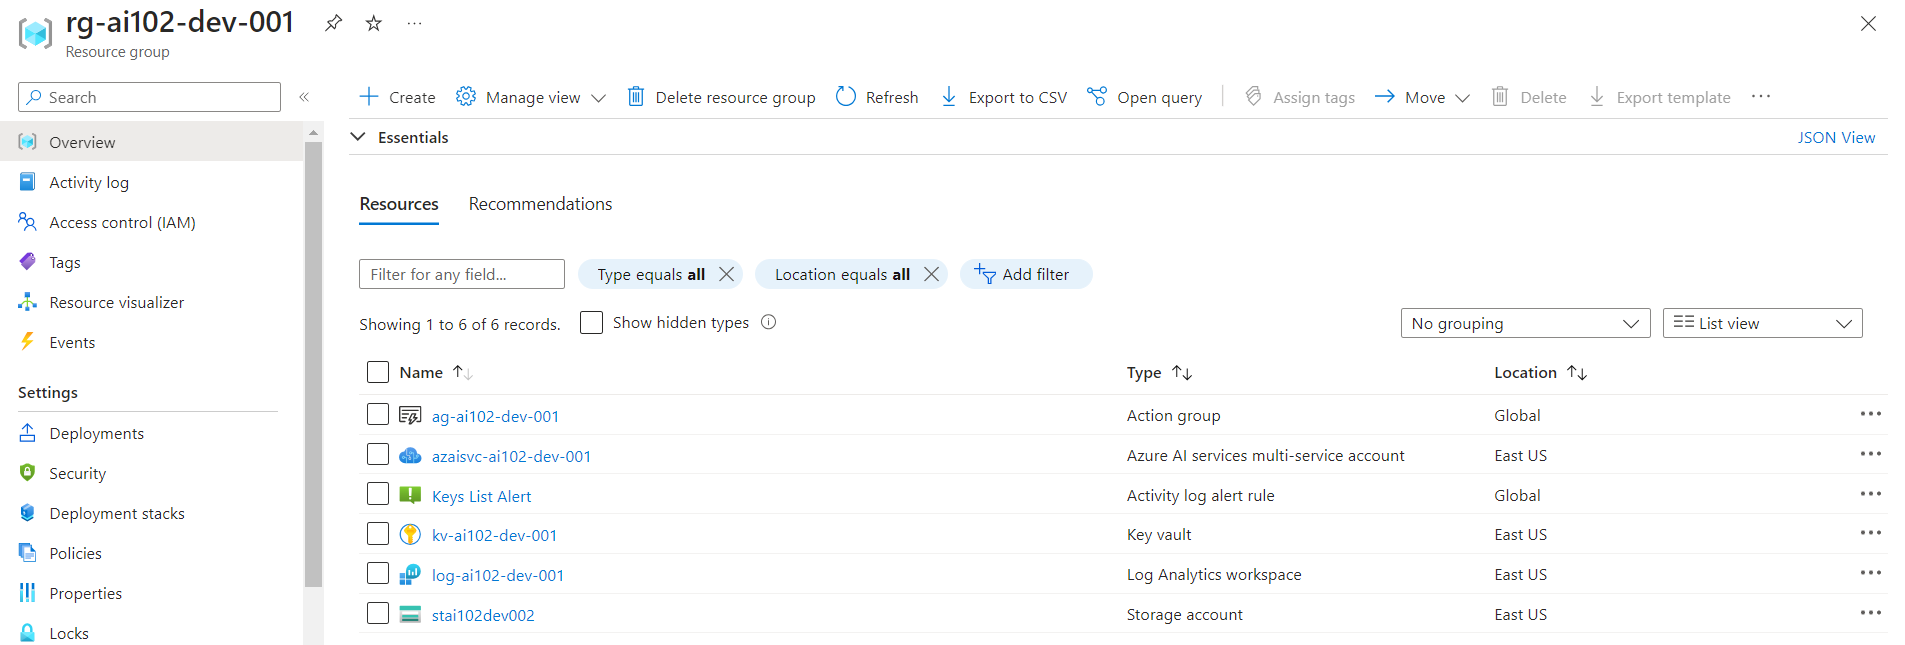 rg-ai102-dev-001
Resource group
Search
Overview
Activity log
Access control (IAM)
Tags
Resource visualizer
Events
Settings
Deployments
Security
Deployment stacks
Policies
Properties
Locks
Create Manage view Delete resource group Refresh Export to CSV Open query Assign tags Move Delete Export template
Essentials JSON View
Resources Recommendations
Filter for any field... Type equals all Location equals all Add filter
Showing 1 to 6 of 6 records. Show hidden types No grouping List view
Name Type Location
ag-ai102-dev-001 Action group Global
azaisvc-ai102-dev-001 Azure AI services multi-service account East US
Keys List Alert Activity log alert rule Global
kv-ai102-dev-001 Key vault East US
log-ai102-dev-001 Log Analytics workspace East US
stai102dev002 Storage account East US